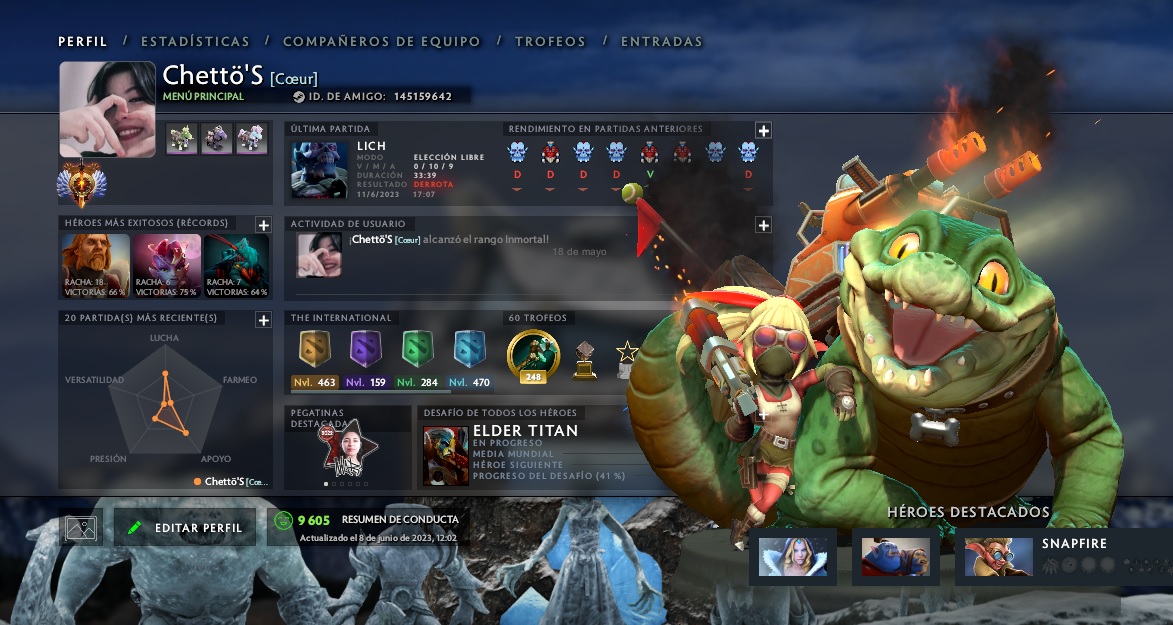 PERFIL / ESTADÍSTICAS / COMPAÑEROS DE EQUIPO / TROFEOS / ENTRADAS
Chettö'S [Cœur]
MENÚ PRINCIPAL
ID. DE AMIGO: 145159642
ÚLTIMA PARTIDA
LICH
MODO ELECCIÓN LIBRE
V / M / A 0 / 10 / 9
DURACIÓN 33:39
RESULTADO DERROTA
11/6/2023 17:07
RENDIMIENTO EN PARTIDAS ANTERIORES
D D D D V D D
HÉROES MÁS EXITOSOS (RÉCORDS)
RACHA: 18 RACHA: 6 RACHA: 7
VICTORIAS: 66 % VICTORIAS: 75 % VICTORIAS: 64 %
ACTIVIDAD DE USUARIO
¡Chettö'S [Cœur] alcanzó el rango Inmortal!
18 de mayo
20 PARTIDA(S) MÁS RECIENTE(S)
LUCHA
VERSATILIDAD FARMEO
PRESIÓN APOYO
Chettö'S [Cœ...
THE INTERNATIONAL
Nvl. 463 Nvl. 159 Nvl. 284 Nvl. 470
60 TROFEOS
248
PEGATINAS
DESTACADA
2022
DESAFÍO DE TODOS LOS HÉROES
ELDER TITAN
EN PROGRESO
MEDIA MUNDIAL
HÉROE SIGUIENTE
PROGRESO DEL DESAFÍO (41 %)
EDITAR PERFIL
9 605 RESUMEN DE CONDUCTA
Actualizado el 8 de junio de 2023, 12:02
HÉROES DESTACADOS
SNAPFIRE